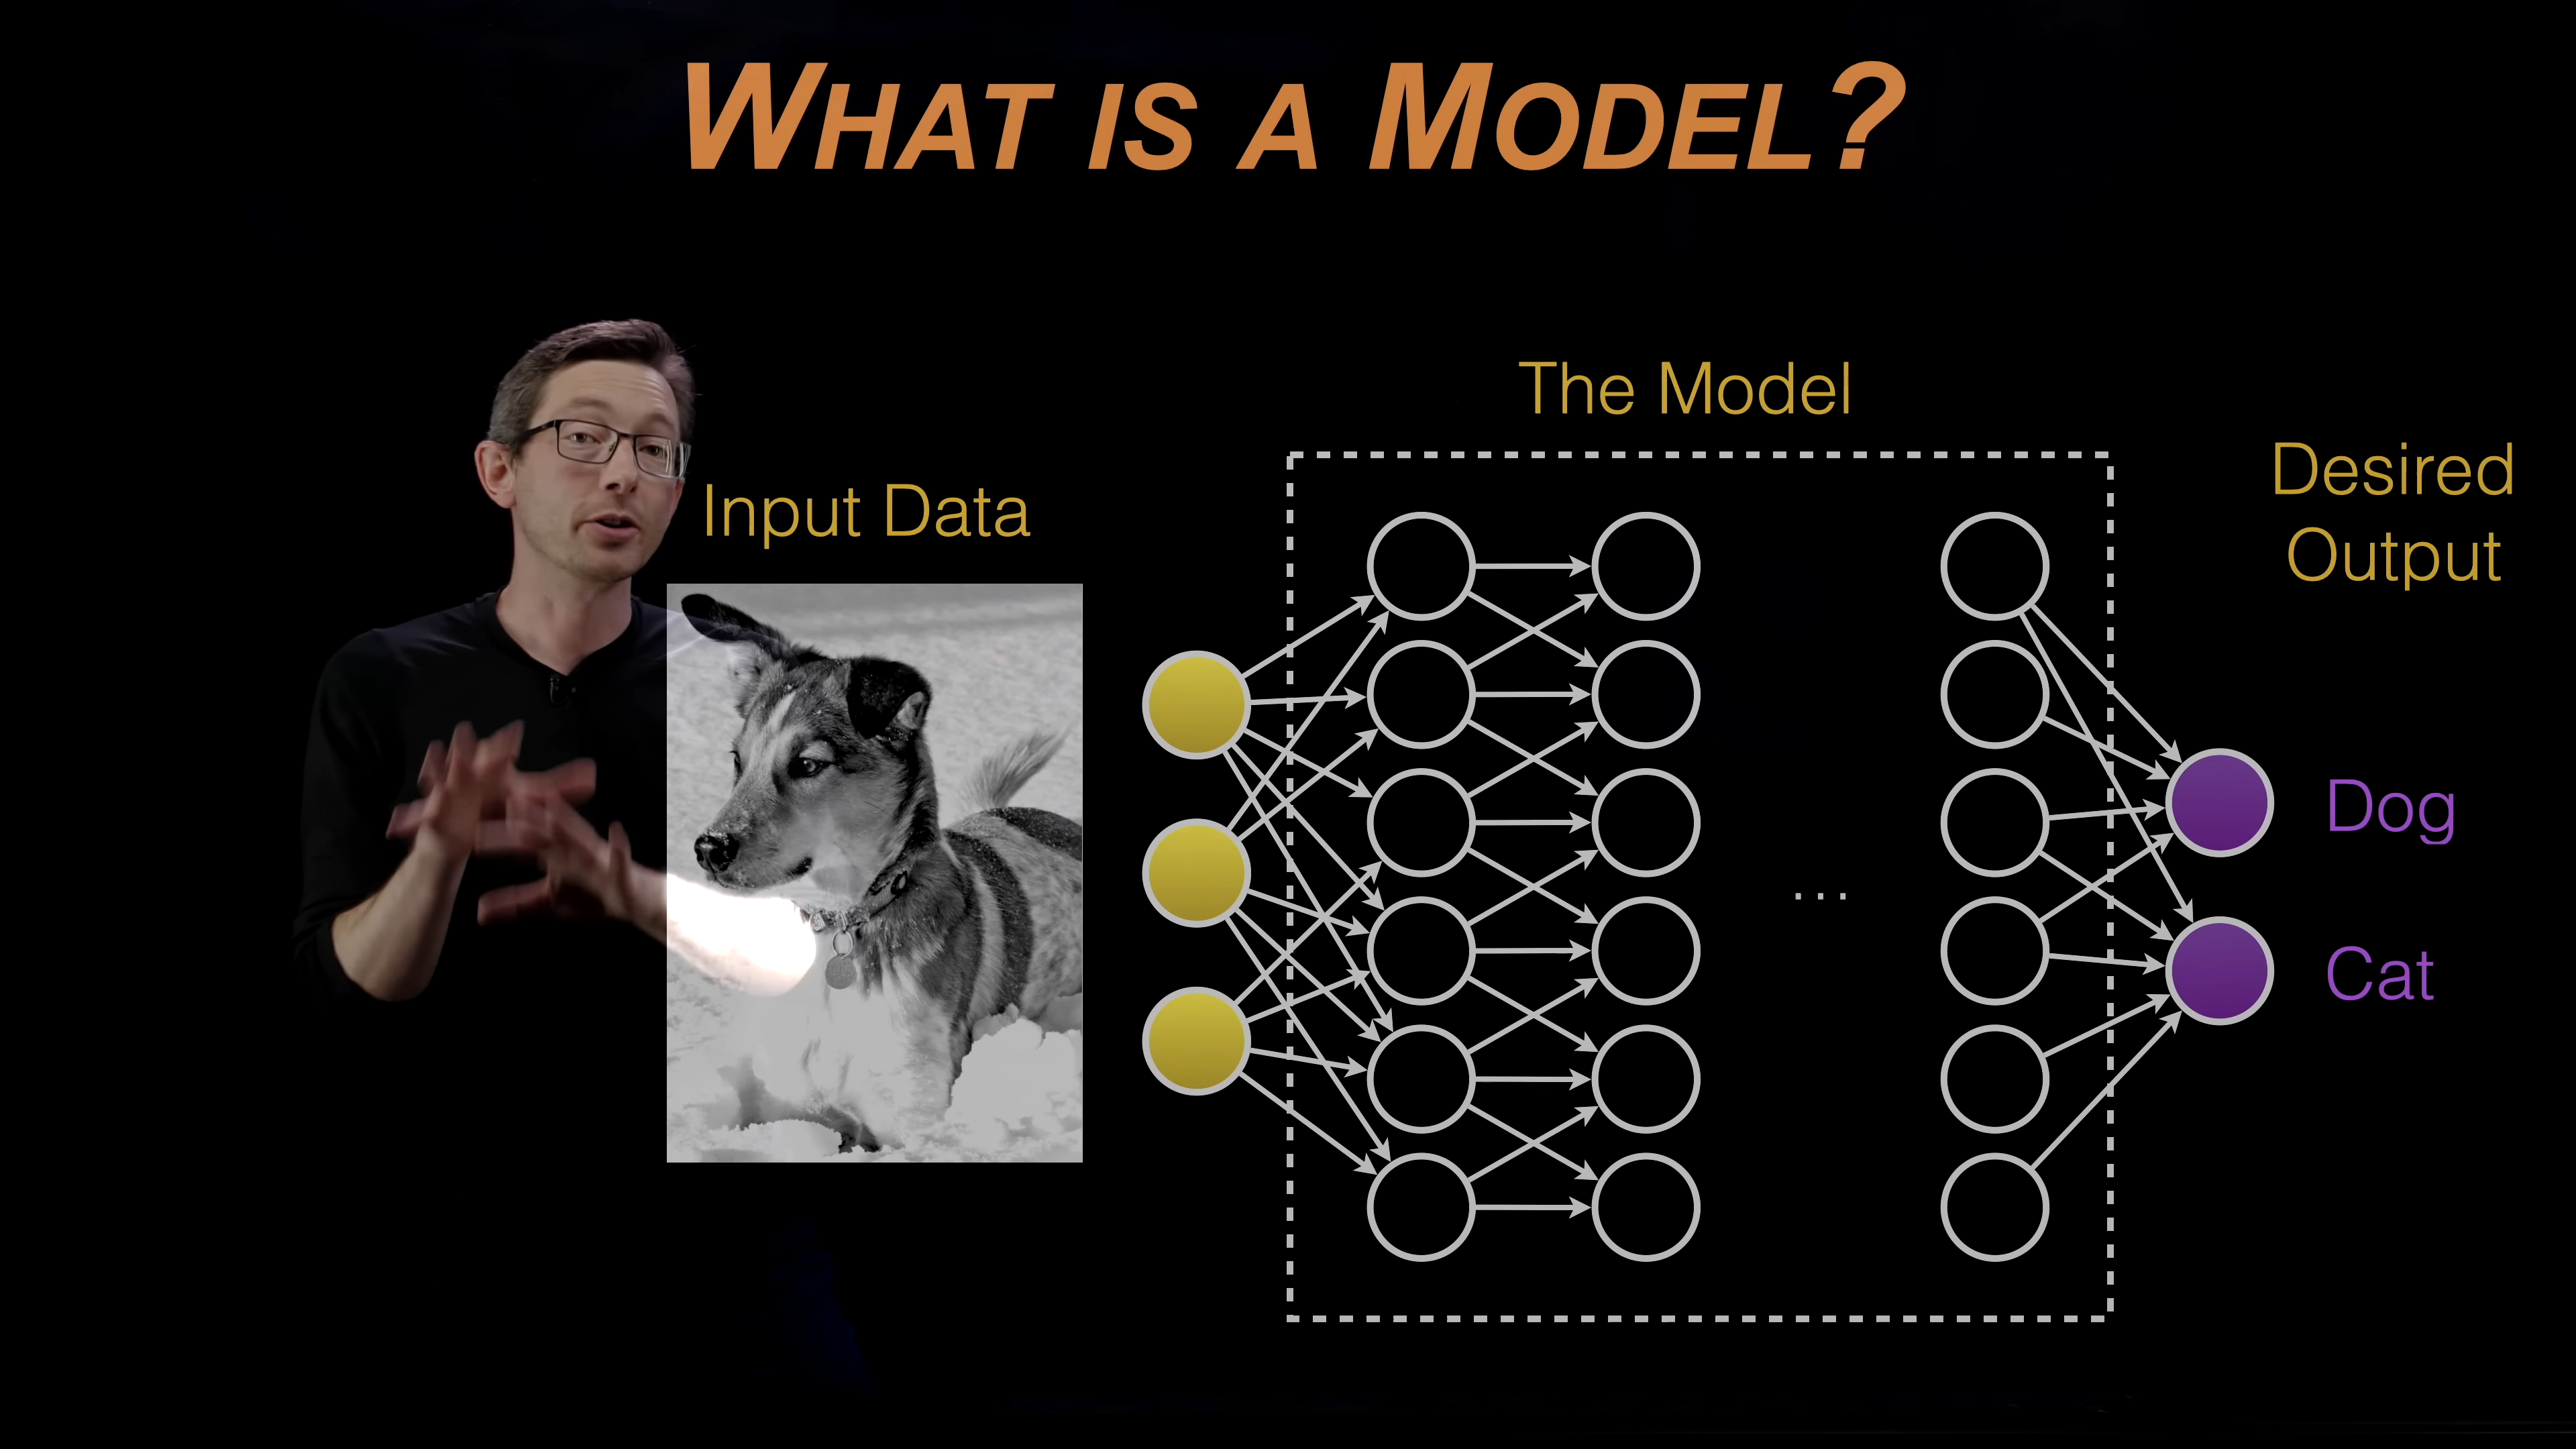 WHAT IS A MODEL?
The Model
Input Data
Desired
Output
...
Dog
Cat